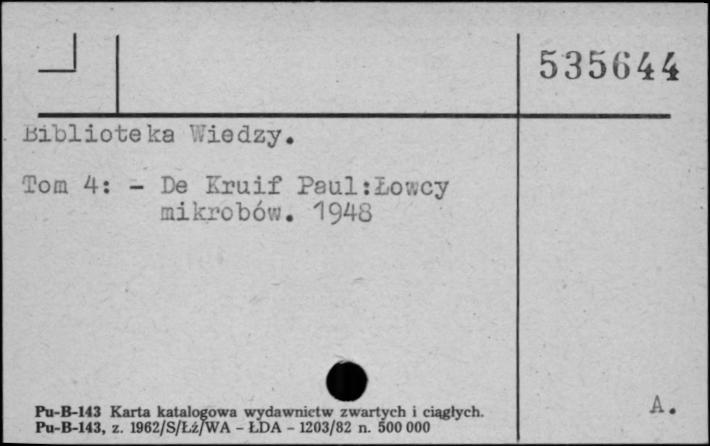 535644
Biblioteka Wiedzy.
Tom 4: - De Kruif Paul:Łowcy
mikrobów. 1948
A.
Pu-B-143 Karta katalogowa wydawnictw zwartych i ciągłych.
Pu-B-143, z. 1962/S/Łż/WA - ŁDA - 1203/82 n. 500 000